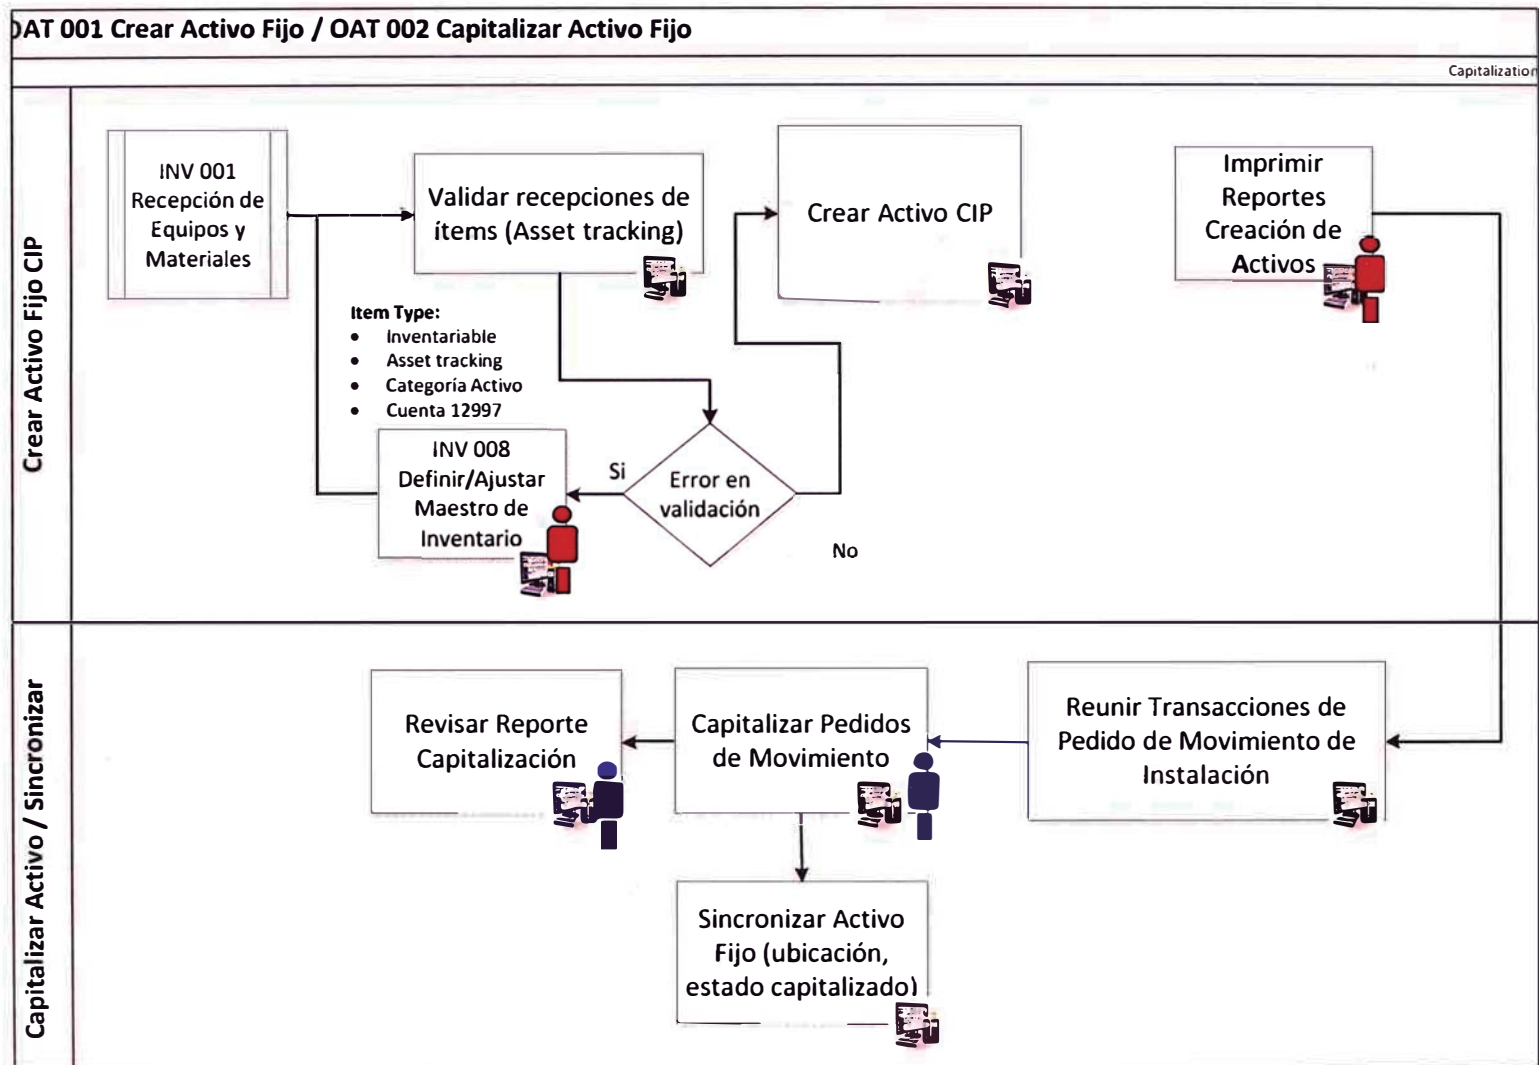 OAT 001 Crear Activo Fijo / OAT 002 Capitalizar Activo Fijo
Capitalization
Crear Activo Fijo CIP
INV 001
Recepción de
Equipos y
Materiales
Validar recepciones de
ítems (Asset tracking)
Crear Activo CIP
Imprimir
Reportes
Creación de
Activos
Item Type:
• Inventariable
• Asset tracking
• Categoría Activo
• Cuenta 12997
INV 008
Definir/Ajustar
Maestro de
Inventario
Si
Error en
validación
No
Capitalizar Activo / Sincronizar
Revisar Reporte
Capitalización
Capitalizar Pedidos
de Movimiento
Reunir Transacciones de
Pedido de Movimiento de
Instalación
Sincronizar Activo
Fijo (ubicación,
estado capitalizado)